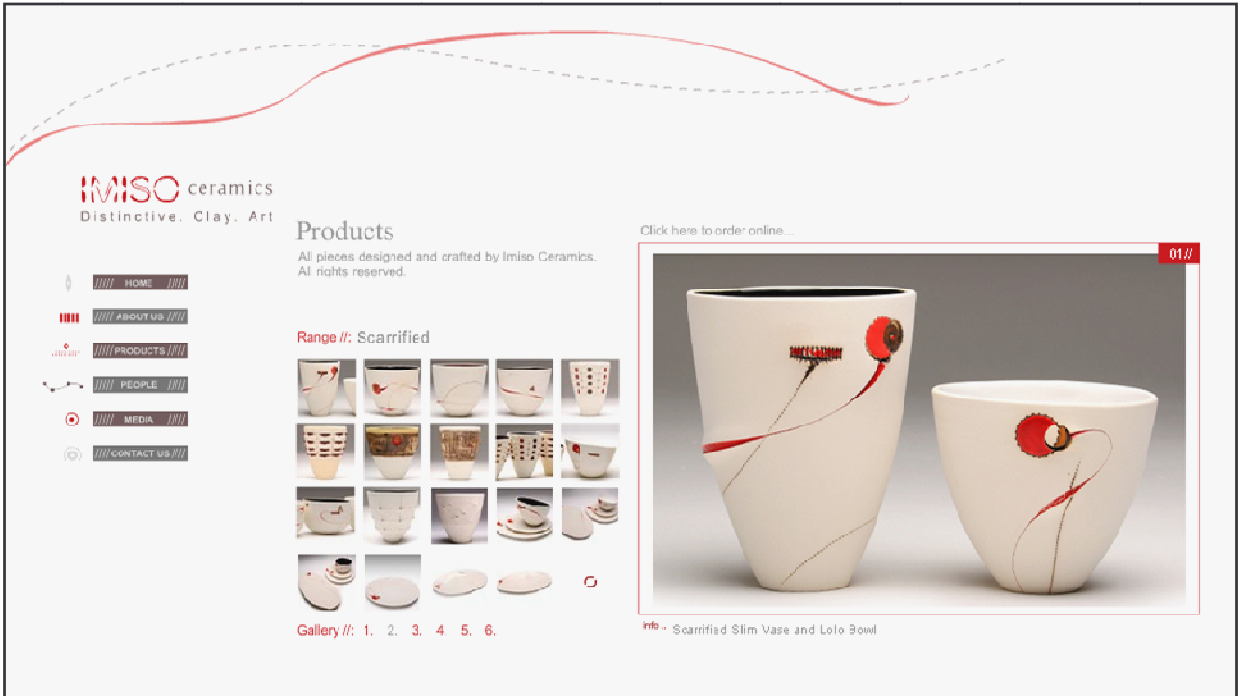 IMISO ceramics
Distinctive. Clay. Art
///// HOME /////
///// ABOUT US /////
///// PRODUCTS /////
///// PEOPLE /////
///// MEDIA /////
///// CONTACT US /////
Products
All pieces designed and crafted by Imiso Ceramics.
All rights reserved.
Range //: Scarrified
Gallery //: 1. 2. 3. 4 5. 6.
Click here to order online...
01//
info - Scarrified Slim Vase and Lolo Bowl